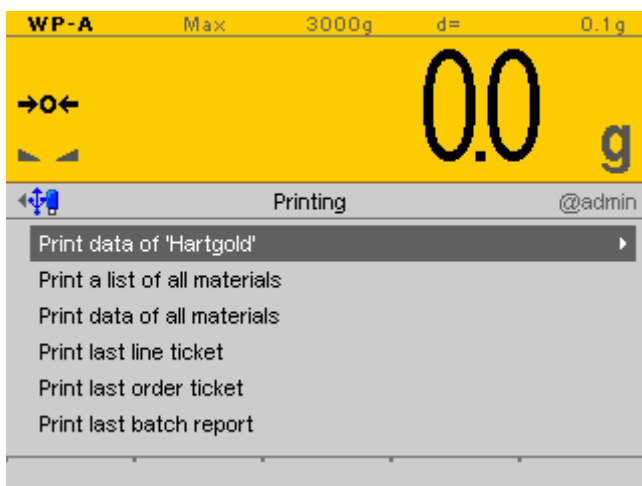 WP-A Max 3000g d= 0.1g
→0←
0.0 g
Printing @admin
Print data of 'Hartgold'
Print a list of all materials
Print data of all materials
Print last line ticket
Print last order ticket
Print last batch report